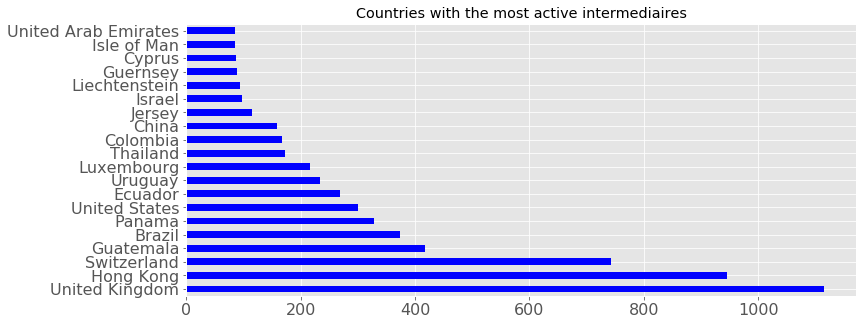 Countries with the most active intermediaires
United Arab Emirates
Isle of Man
Cyprus
Guernsey
Liechtenstein
Israel
Jersey
China
Colombia
Thailand
Luxembourg
Uruguay
Ecuador
United States
Panama
Brazil
Guatemala
Switzerland
Hong Kong
United Kingdom
0 200 400 600 800 1000